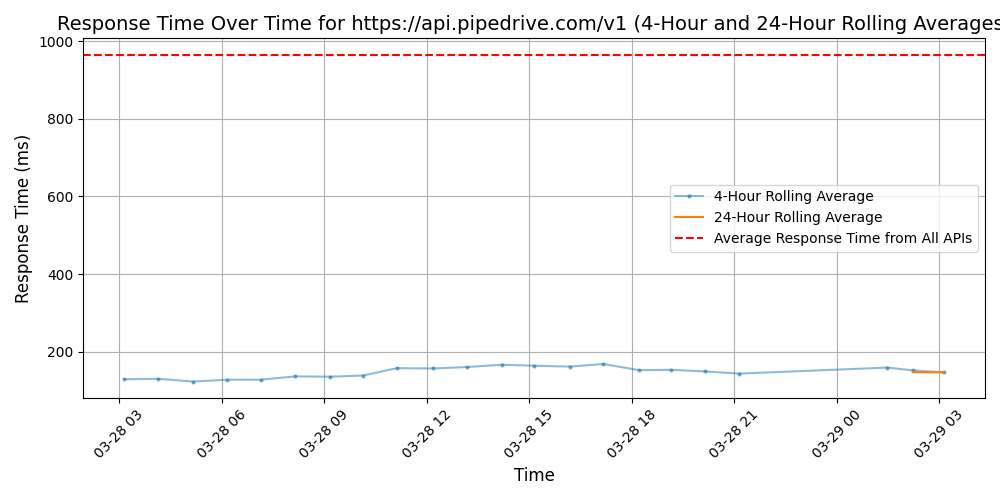 Response Time Over Time for https://api.pipedrive.com/v1 (4-Hour and 24-Hour Rolling Averages
1000
800
600
400
200
Response Time (ms)
4-Hour Rolling Average
24-Hour Rolling Average
Average Response Time from All APIs
03-28 03
03-28 06
03-28 09
03-28 12
03-28 15
03-28 18
03-28 21
03-29 00
03-29 03
Time